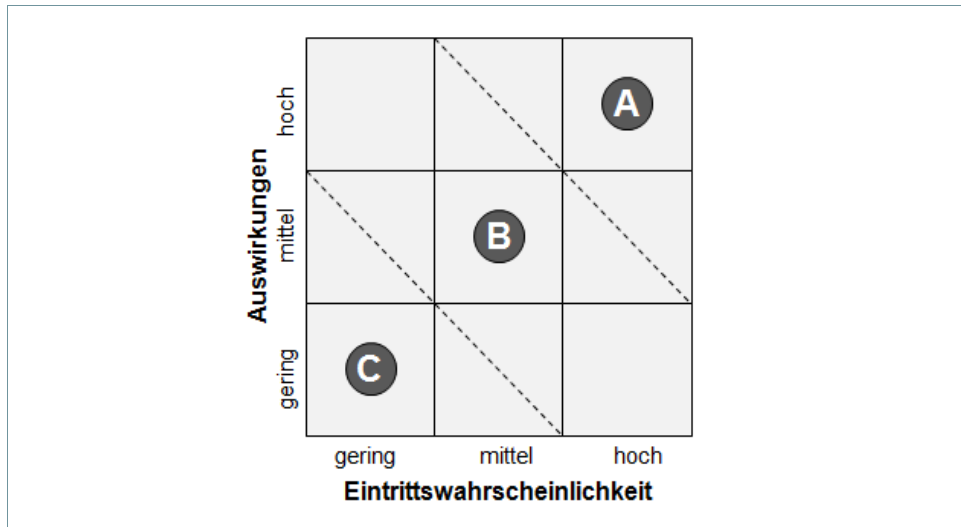 Auswirkungen
hoch
mittel
gering
A
B
C
gering mittel hoch
Eintrittswahrscheinlichkeit